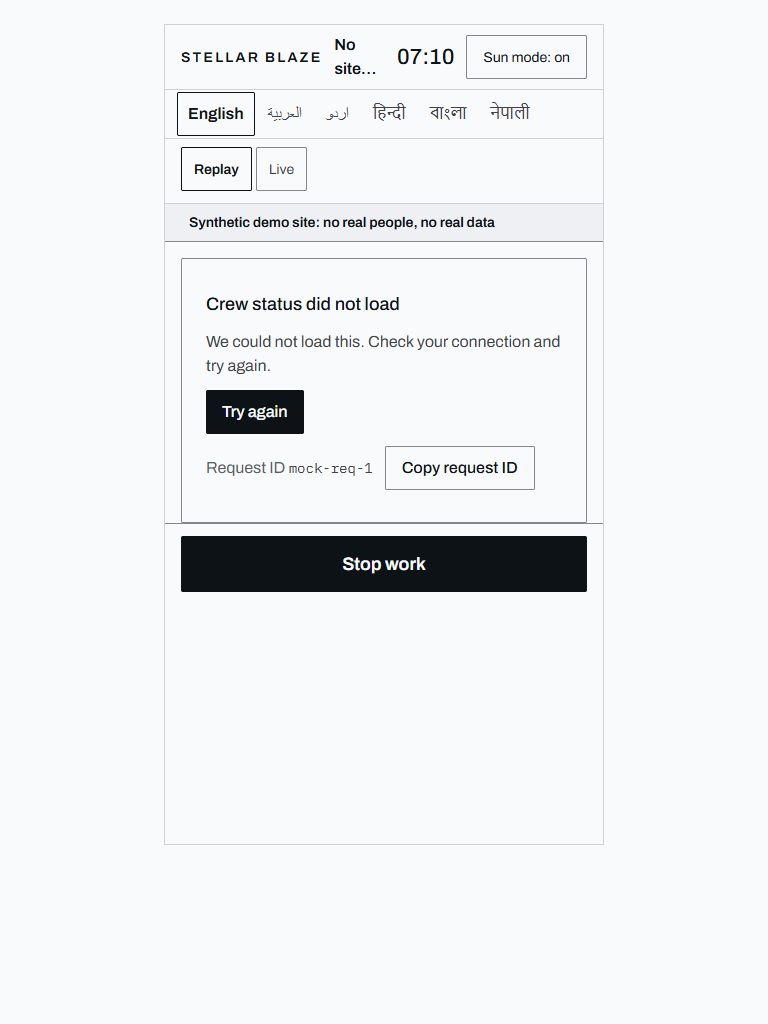 STELLAR BLAZE
No
site...
07:10
Sun mode: on
English
العربية
اردو
हिन्दी
বাংলা
नेपाली
Replay
Live
Synthetic demo site: no real people, no real data
Crew status did not load
We could not load this. Check your connection and
try again.
Try again
Request ID mock-req-1
Copy request ID
Stop work